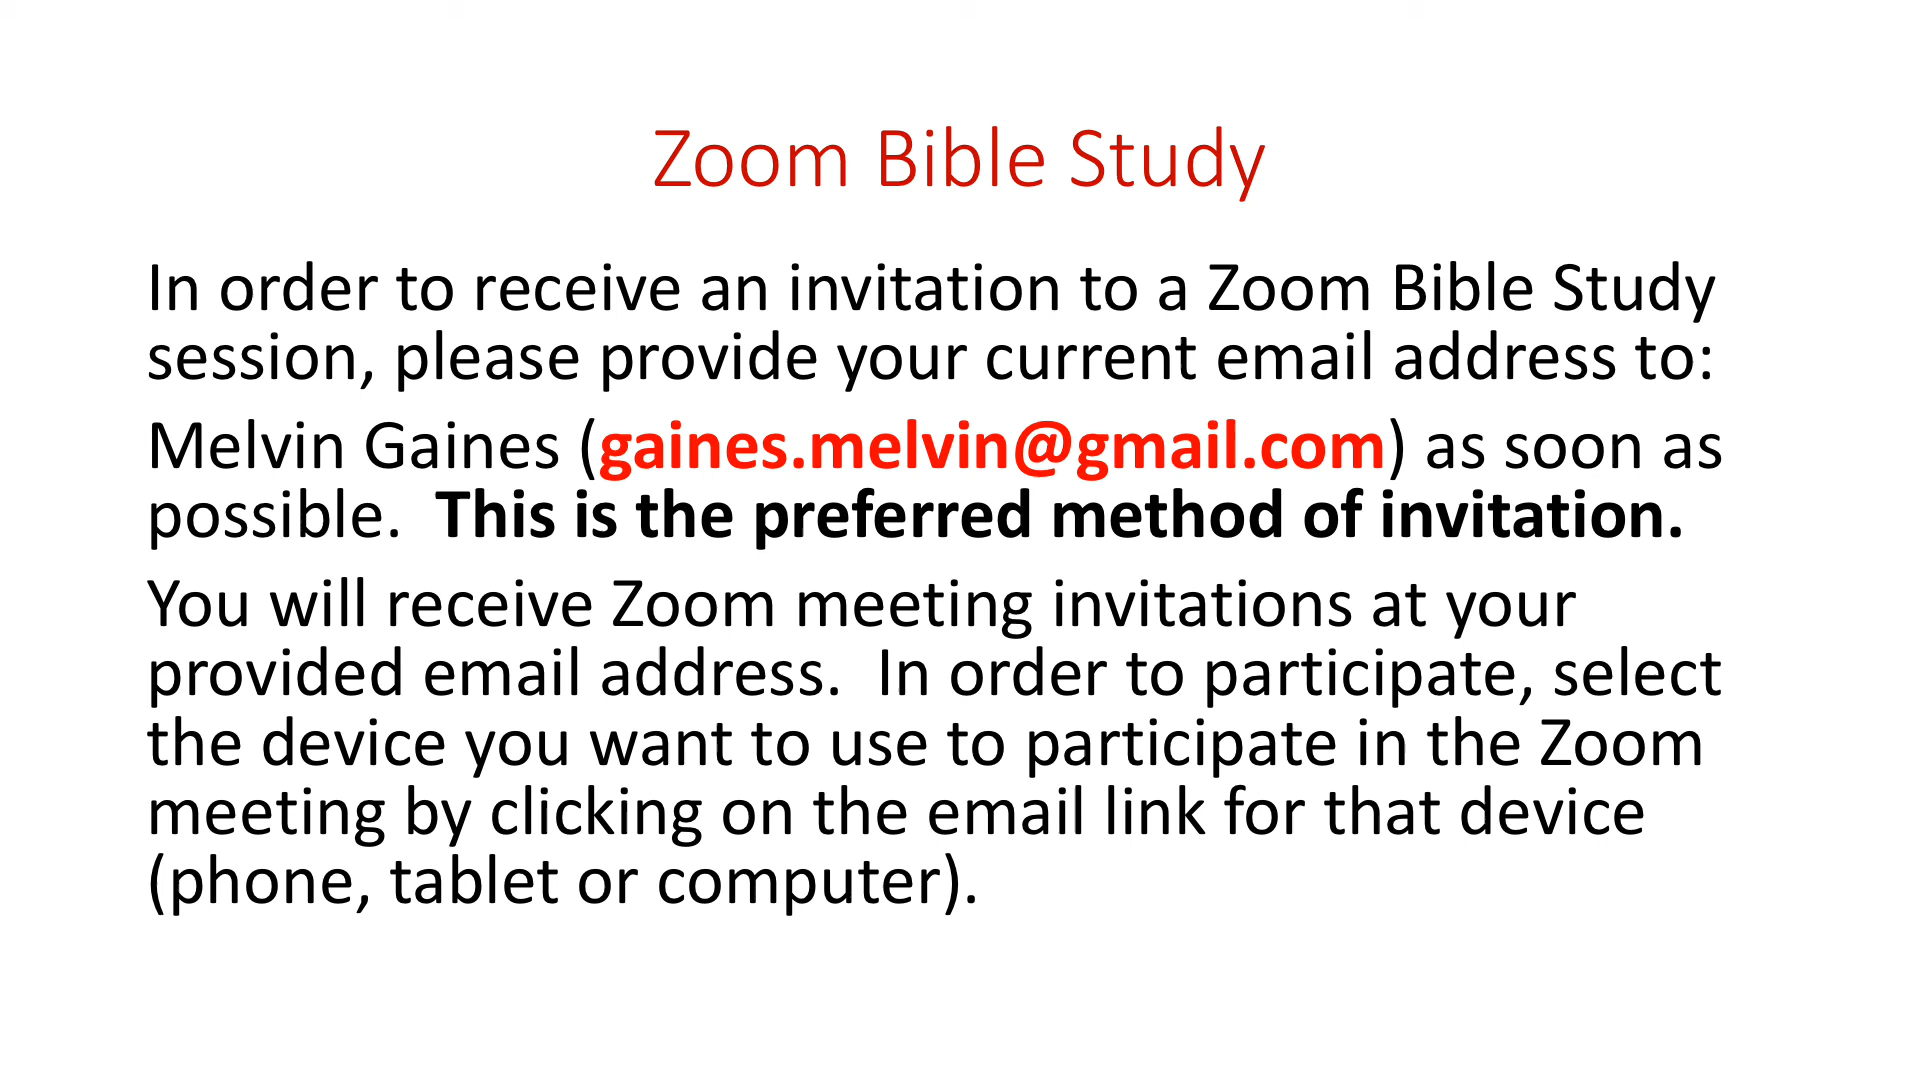 Zoom Bible Study
In order to receive an invitation to a Zoom Bible Study
session, please provide your current email address to:
Melvin Gaines (gaines.melvin@gmail.com) as soon as
possible.  This is the preferred method of invitation.
You will receive Zoom meeting invitations at your
provided email address.  In order to participate, select
the device you want to use to participate in the Zoom
meeting by clicking on the email link for that device
(phone, tablet or computer).